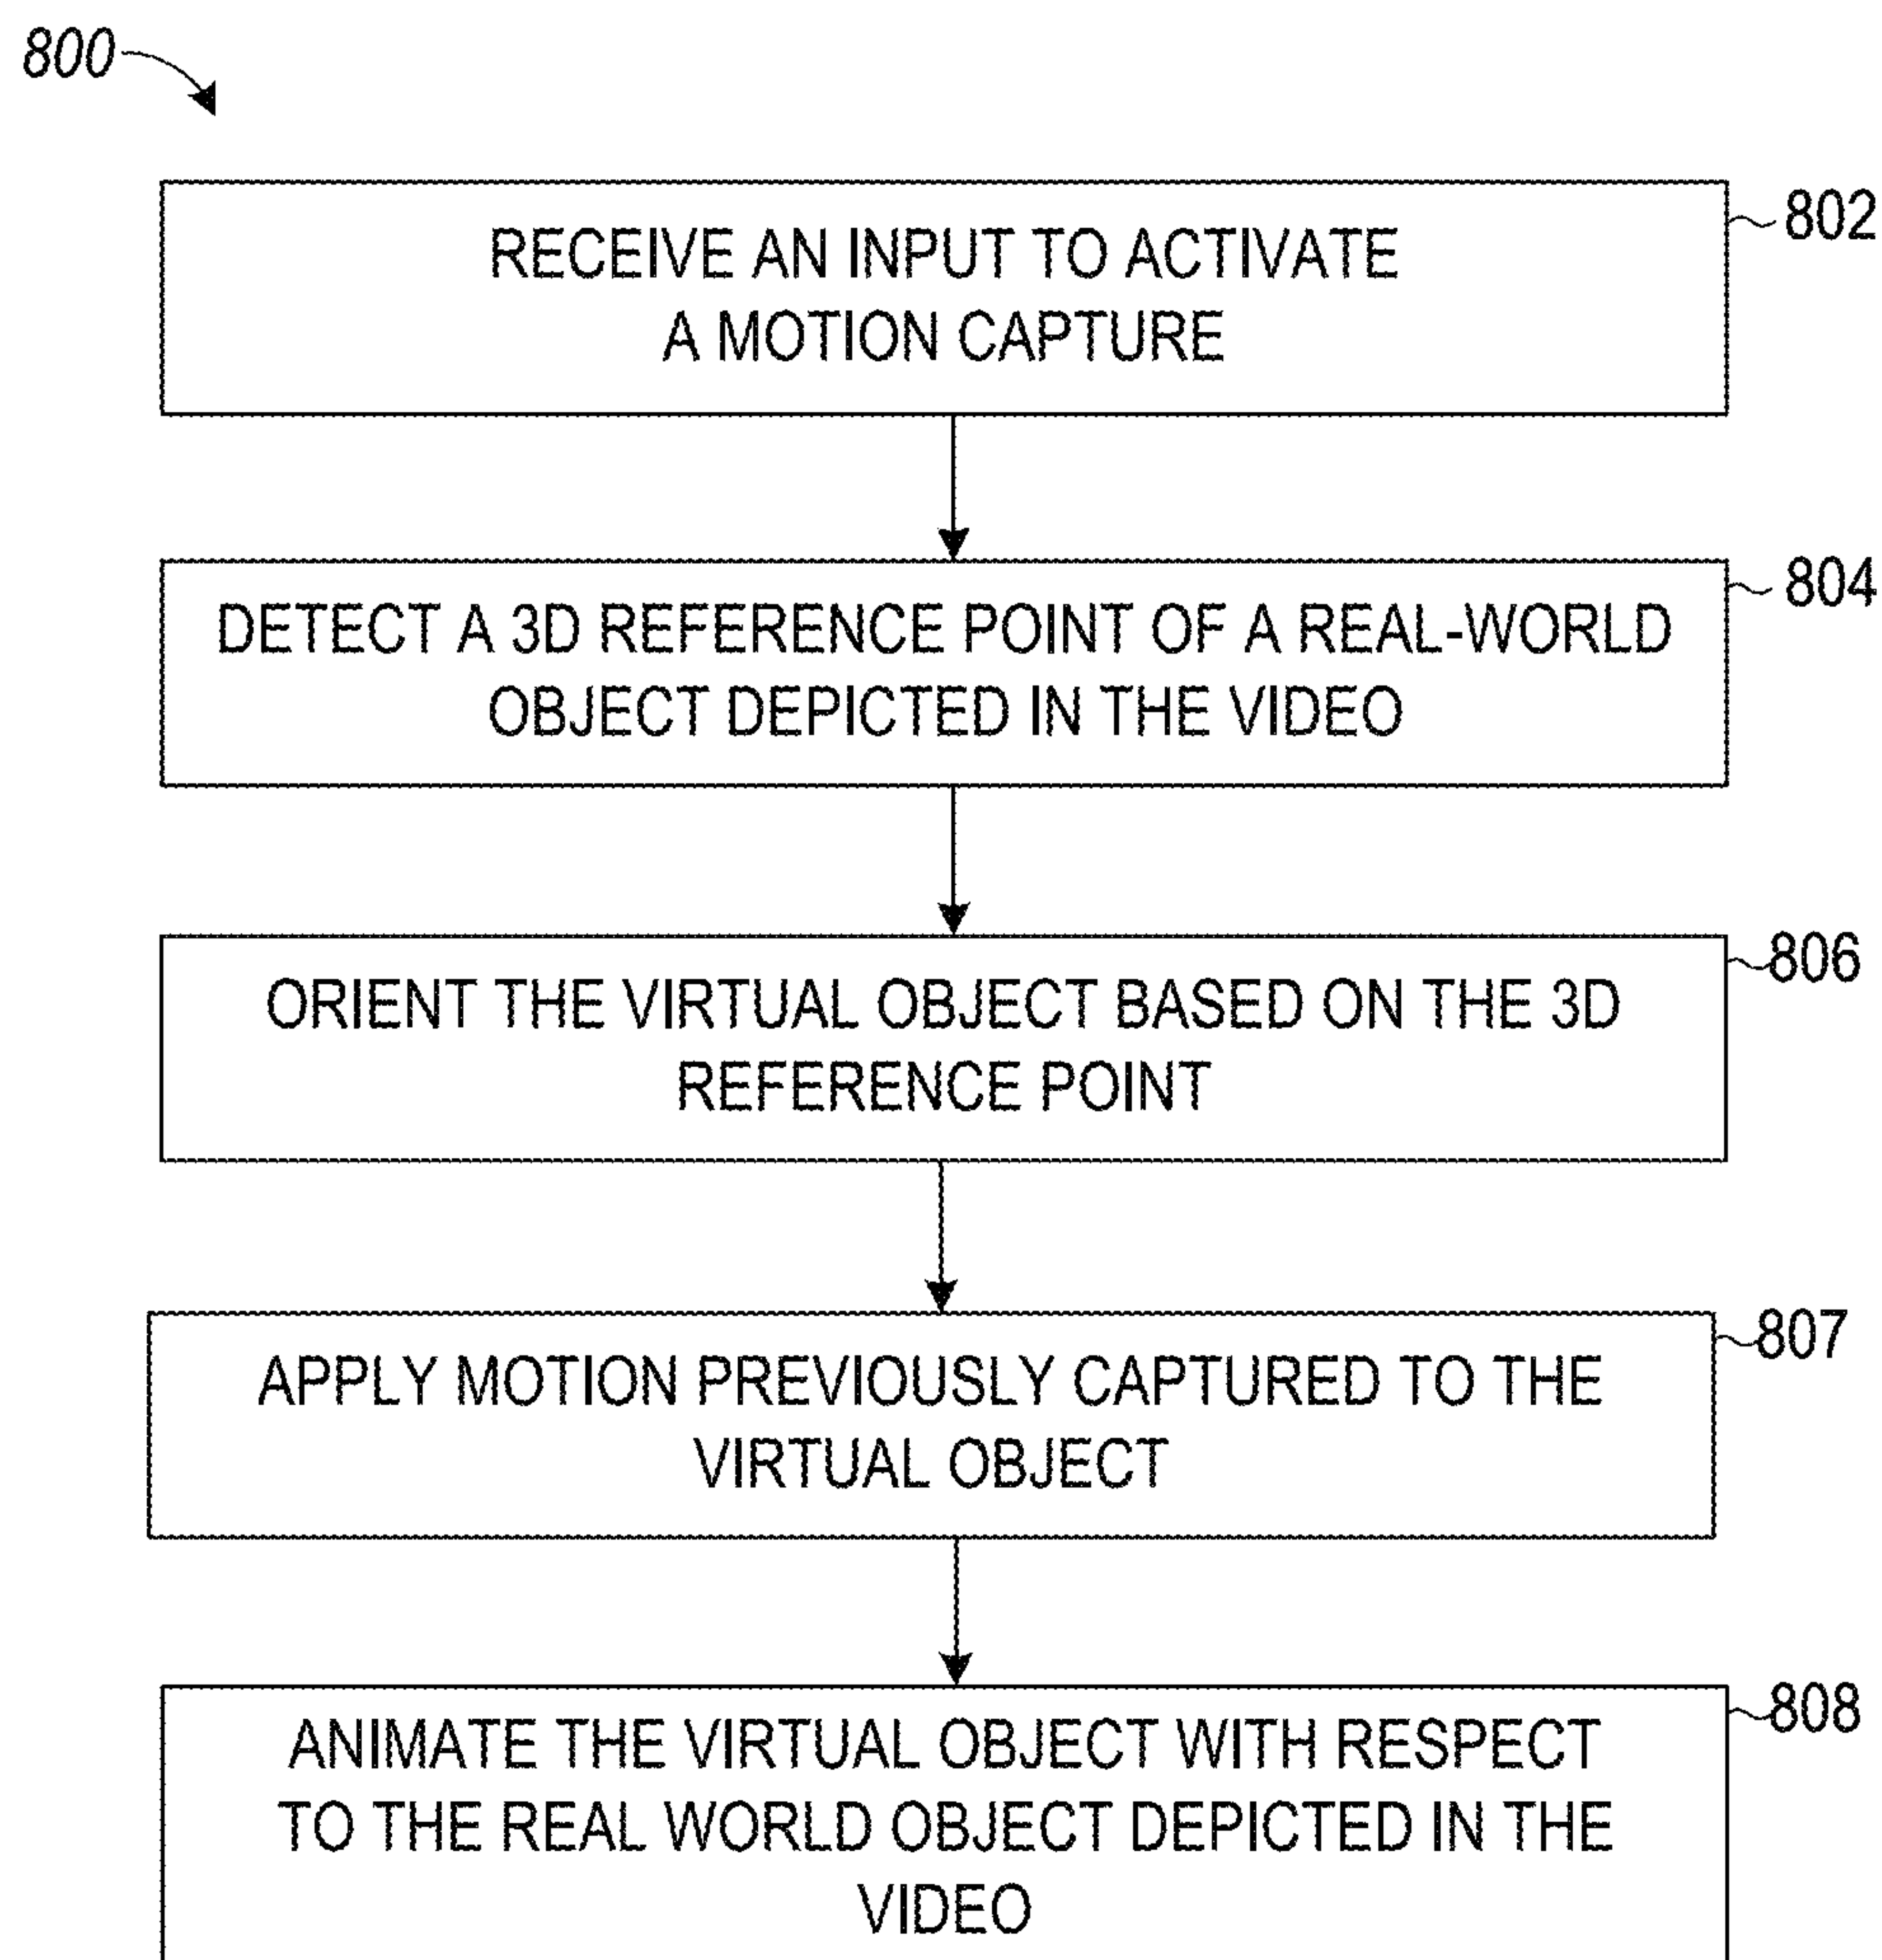 800
RECEIVE AN INPUT TO ACTIVATE
A MOTION CAPTURE
802
DETECT A 3D REFERENCE POINT OF A REAL-WORLD
OBJECT DEPICTED IN THE VIDEO
804
ORIENT THE VIRTUAL OBJECT BASED ON THE 3D
REFERENCE POINT
806
APPLY MOTION PREVIOUSLY CAPTURED TO THE
VIRTUAL OBJECT
807
ANIMATE THE VIRTUAL OBJECT WITH RESPECT
TO THE REAL WORLD OBJECT DEPICTED IN THE
VIDEO
808